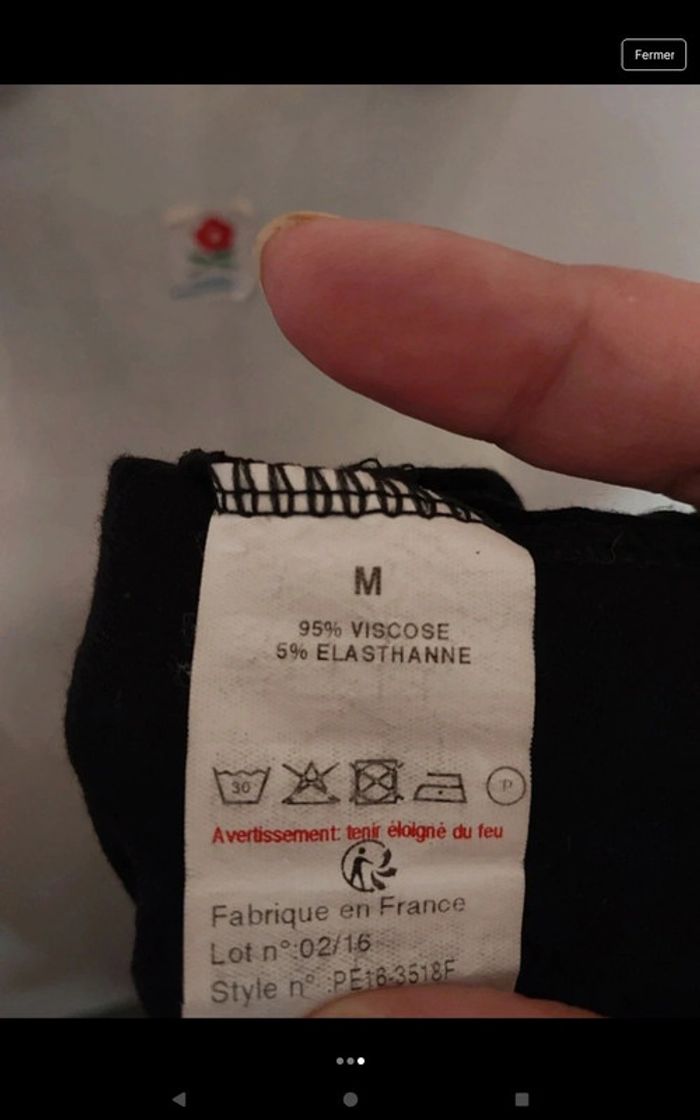 Fermer
M
95% VISCOSE
5% ELASTHANNE
30
P
Avertissement: tenir éloigné du feu
Fabrique en France
Lot n°:02/16
Style n° :PE16-3518F